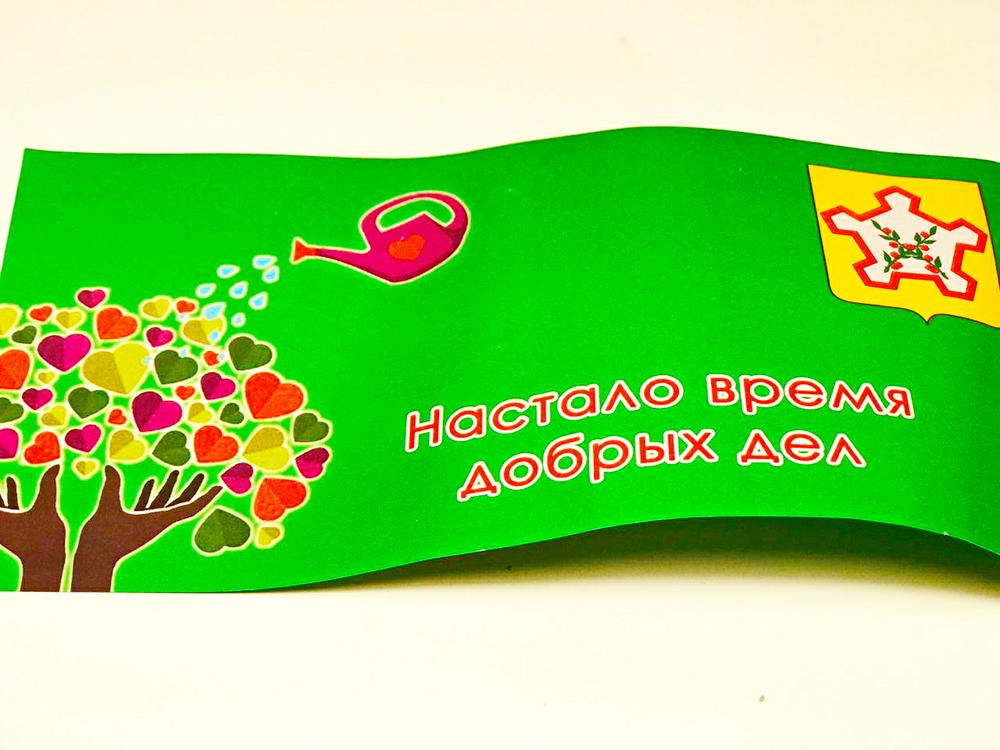 Настало время
добрых дел